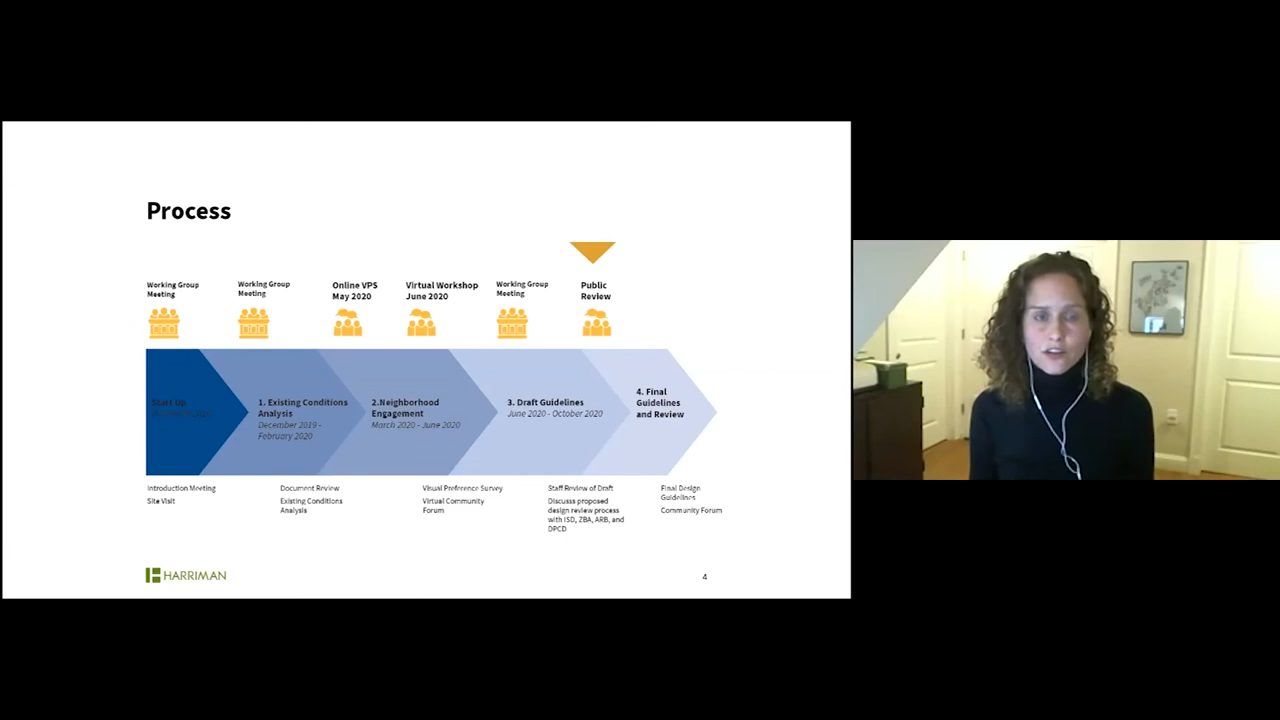 Process
Working Group
Meeting
Working Group
Meeting
Online VPS
May 2020
Virtual Workshop
June 2020
Working Group
Meeting
Public
Review
Start Up
1. Existing Conditions
Analysis
December 2019 -
February 2020
2.Neighborhood
Engagement
March 2020 - June 2020
3. Draft Guidelines
June 2020 - October 2020
4. Final
Guidelines
and Review
Introduction Meeting
Site Visit
Document Review
Existing Conditions
Analysis
Visual Preference Survey
Virtual Community
Forum
Staff Review of Draft
Discusss proposed
design review process
with ISD, ZBA, ARB, and
DPCD
Final Design
Guidelines
Community Forum
HARRIMAN
4